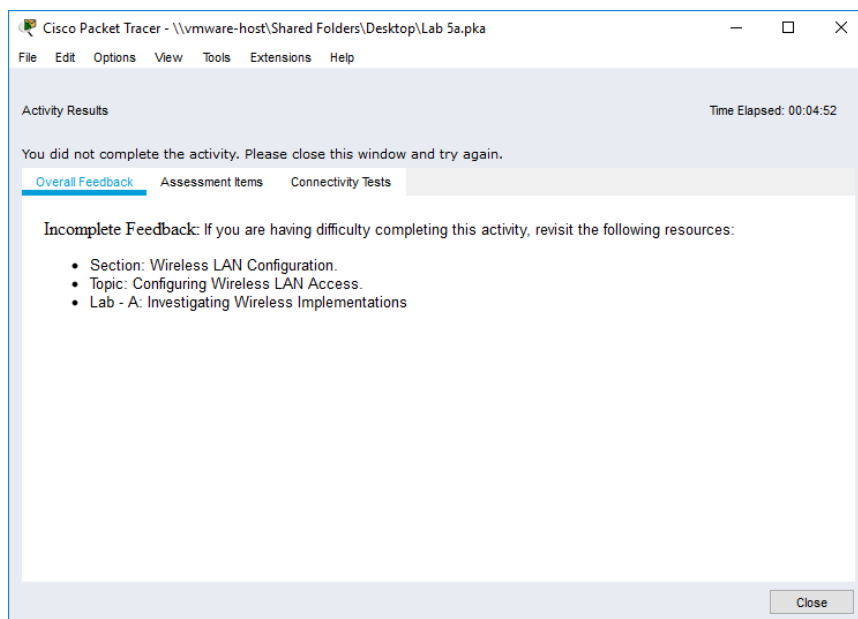 Cisco Packet Tracer - \\vmware-host\Shared Folders\Desktop\Lab 5a.pka
File Edit Options View Tools Extensions Help
Activity Results Time Elapsed: 00:04:52
You did not complete the activity. Please close this window and try again.
Overall Feedback Assessment Items Connectivity Tests
Incomplete Feedback: If you are having difficulty completing this activity, revisit the following resources:
• Section: Wireless LAN Configuration.
• Topic: Configuring Wireless LAN Access.
• Lab - A: Investigating Wireless Implementations
Close